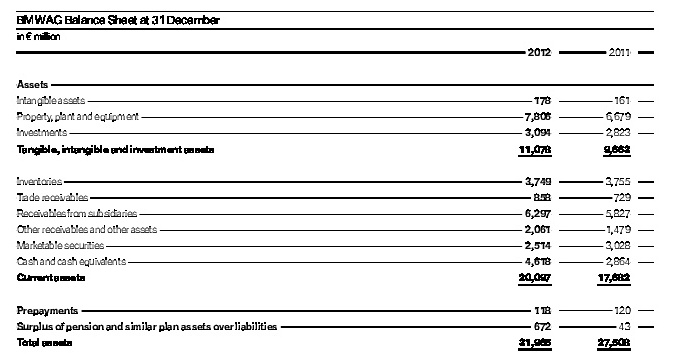 BMW AG Balance Sheet at 31 December
in € million
2012 2011
Assets
Intangible assets 178 161
Property, plant and equipment 7,806 6,679
Investments 3,094 2,823
Tangible, intangible and investment assets 11,078 9,663
Inventories 3,749 3,755
Trade receivables 858 729
Receivables from subsidiaries 6,297 5,827
Other receivables and other assets 2,061 1,479
Marketable securities 2,514 3,028
Cash and cash equivalents 4,618 2,864
Current assets 20,097 17,682
Prepayments 118 120
Surplus of pension and similar plan assets over liabilities 672 43
Total assets 31,965 27,508